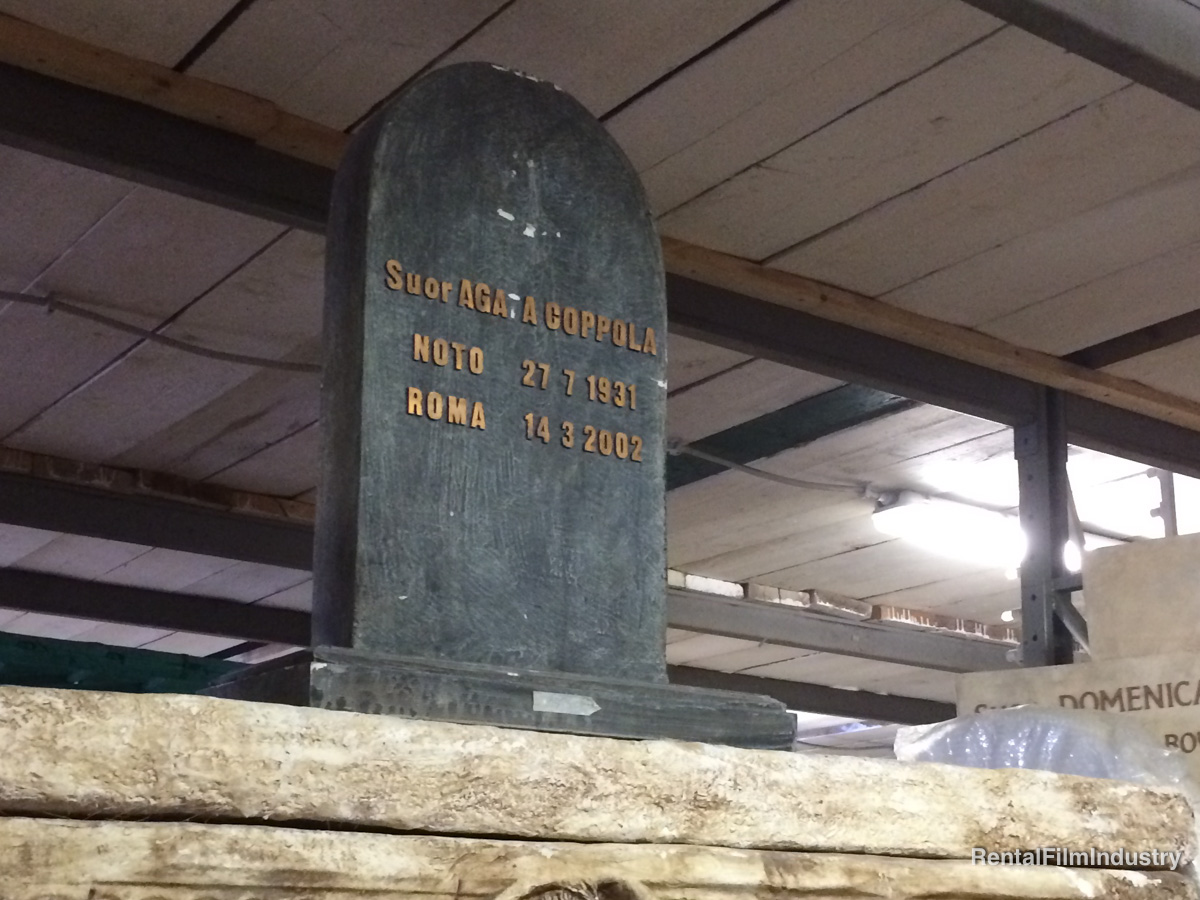 Suor AGA A COPPOLA
NOTO 27 7 1931
ROMA 14 3 2002
DOMENICA
RentalFilmIndustry